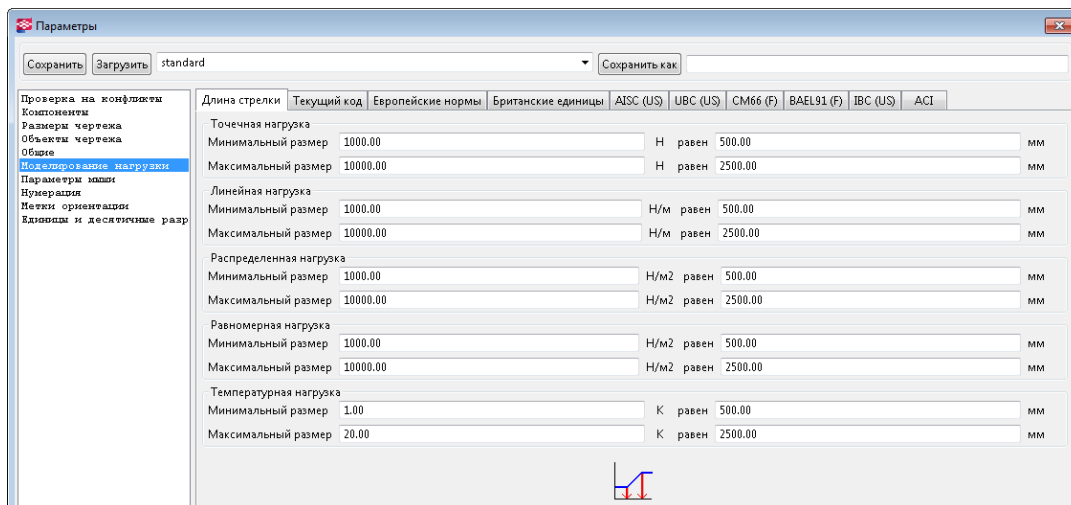 Параметры
Сохранить Загрузить standard Сохранить как
Проверка на конфликты
Компоненты
Размеры чертежа
Объекты чертежа
Общие
Моделирование нагрузки
Параметры мыши
Нумерация
Метки ориентации
Единицы и десятичные разр
Длина стрелки Текущий код Европейские нормы Британские единицы AISC (US) UBC (US) CM66 (F) BAEL91 (F) IBC (US) ACI
Точечная нагрузка
Минимальный размер 1000.00 Н равен 500.00 мм
Максимальный размер 10000.00 Н равен 2500.00 мм
Линейная нагрузка
Минимальный размер 1000.00 Н/м равен 500.00 мм
Максимальный размер 10000.00 Н/м равен 2500.00 мм
Распределенная нагрузка
Минимальный размер 1000.00 Н/м2 равен 500.00 мм
Максимальный размер 10000.00 Н/м2 равен 2500.00 мм
Равномерная нагрузка
Минимальный размер 1000.00 Н/м2 равен 500.00 мм
Максимальный размер 10000.00 Н/м2 равен 2500.00 мм
Температурная нагрузка
Минимальный размер 1.00 К равен 500.00 мм
Максимальный размер 20.00 К равен 2500.00 мм